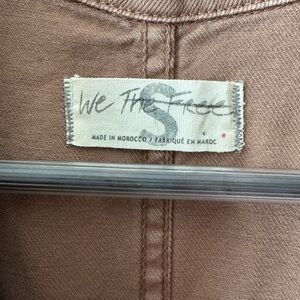 We The Free
S
MADE IN MOROCCO / FABRIQUÉ EN MAROC